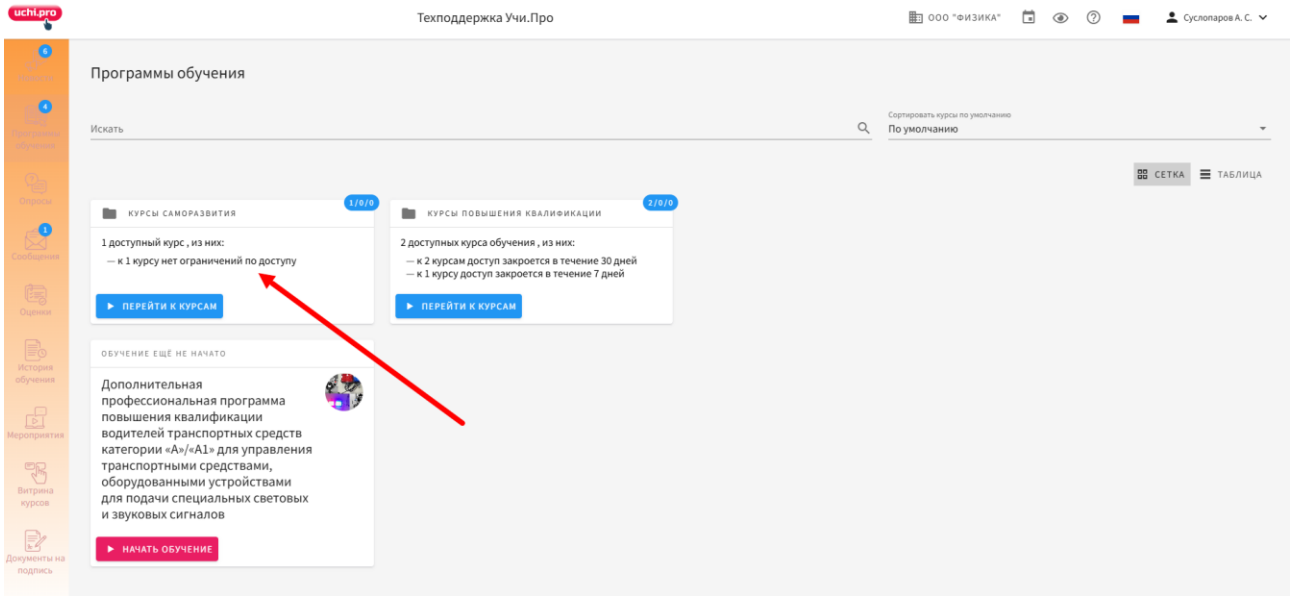 uchi.pro
Техподдержка Учи.Про
ООО "ФИЗИКА"
Суслопаров А. С.
6
Новости
4
Программы
обучения
Опросы
1
Сообщения
Оценки
История
обучения
Мероприятия
Витрина
курсов
Документы на
подпись
Программы обучения
Искать
Сортировать курсы по умолчанию
По умолчанию
СЕТКА
ТАБЛИЦА
КУРСЫ САМОРАЗВИТИЯ
1/0/0
1 доступный курс , из них:
— к 1 курсу нет ограничений по доступу
ПЕРЕЙТИ К КУРСАМ
КУРСЫ ПОВЫШЕНИЯ КВАЛИФИКАЦИИ
2/0/0
2 доступных курса обучения , из них:
— к 2 курсам доступ закроется в течение 30 дней
— к 1 курсу доступ закроется в течение 7 дней
ПЕРЕЙТИ К КУРСАМ
ОБУЧЕНИЕ ЕЩЁ НЕ НАЧАТО
Дополнительная
профессиональная программа
повышения квалификации
водителей транспортных средств
категории «А»/«А1» для управления
транспортными средствами,
оборудованными устройствами
для подачи специальных световых
и звуковых сигналов
НАЧАТЬ ОБУЧЕНИЕ